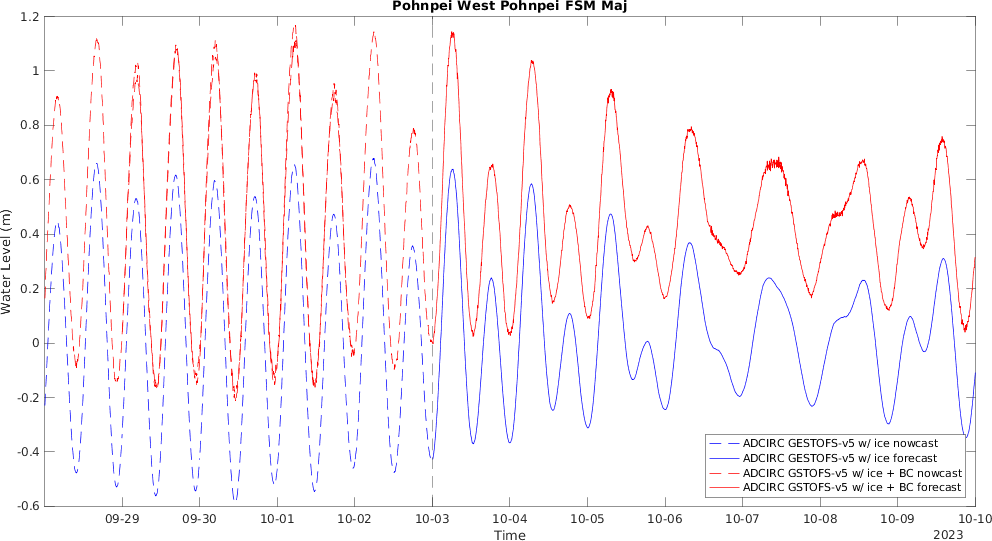 Pohnpei West Pohnpei FSM Maj
Water Level (m)
1.2
1
0.8
0.6
0.4
0.2
0
-0.2
-0.4
-0.6
ADCIRC GESTOFS-v5 w/ ice nowcast
ADCIRC GESTOFS-v5 w/ ice forecast
ADCIRC GSTOFS-v5 w/ ice + BC nowcast
ADCIRC GSTOFS-v5 w/ ice + BC forecast
09-29 09-30 10-01 10-02 10-03 10-04 10-05 10-06 10-07 10-08 10-09 10-10
Time
2023